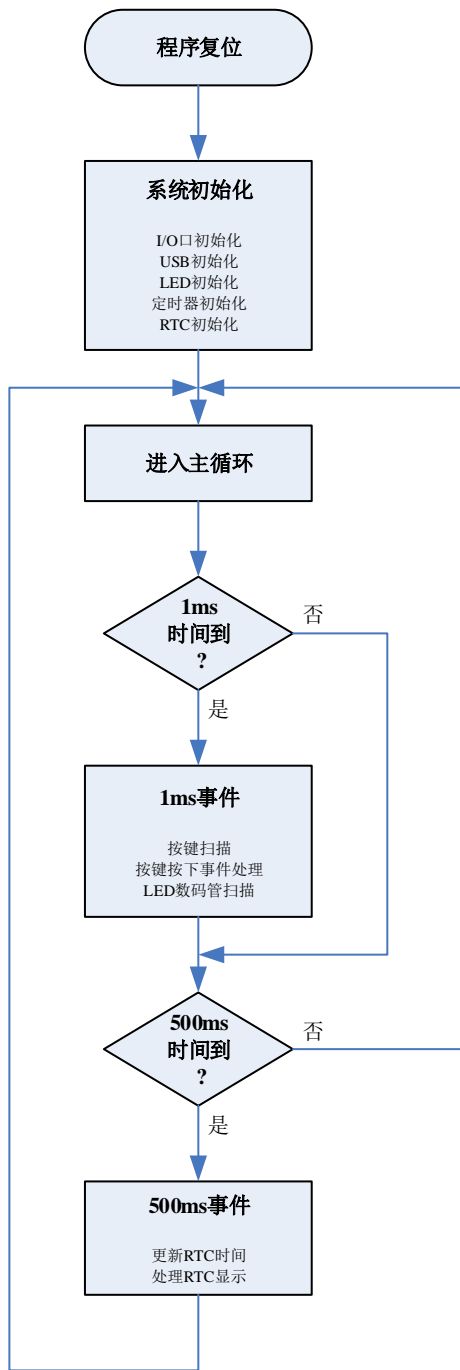 程序复位
系统初始化
I/O口初始化
USB初始化
LED初始化
定时器初始化
RTC初始化
进入主循环
1ms
时间到
?
否
是
1ms事件
按键扫描
按键按下事件处理
LED数码管扫描
500ms
时间到
?
否
是
500ms事件
更新RTC时间
处理RTC显示